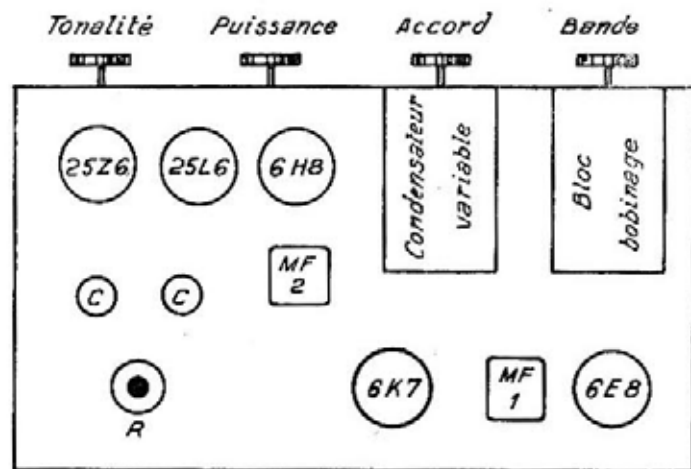 Tonalité Puissance Accord Bande
25Z6 25L6 6H8 Condensateur variable Bloc bobinage
C C MF 2
R 6K7 MF 1 6E8